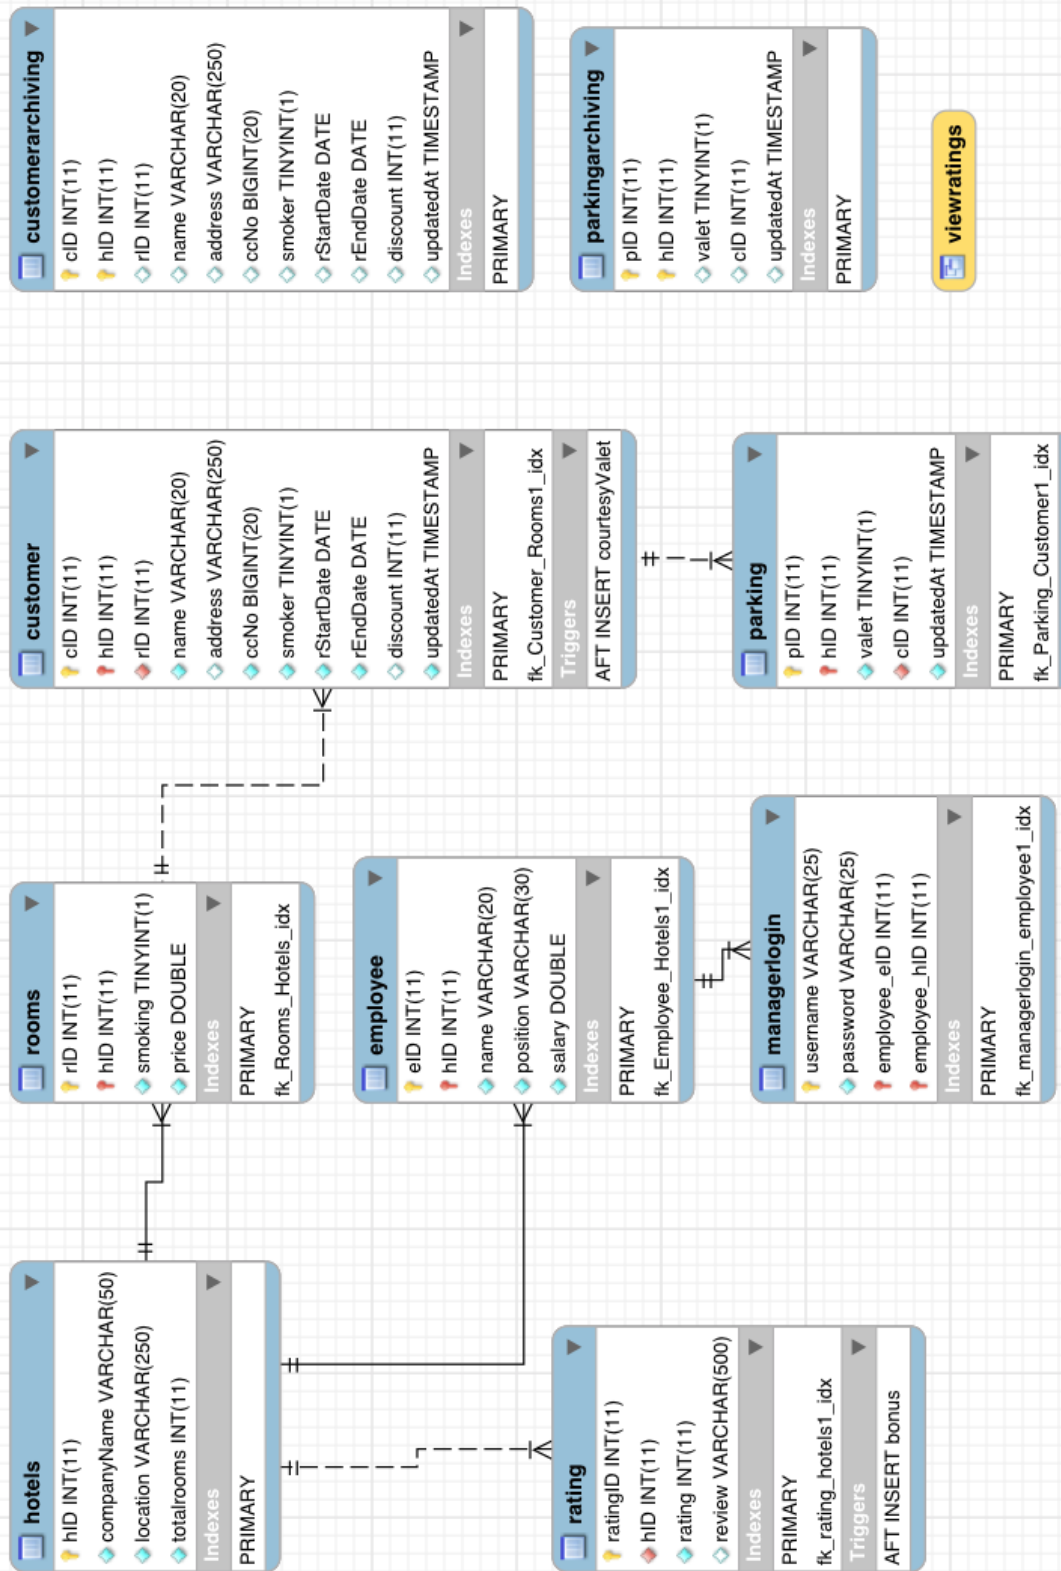 hotels
hID INT(11)
companyName VARCHAR(50)
location VARCHAR(250)
totalrooms INT(11)
Indexes
PRIMARY
rooms
rID INT(11)
hID INT(11)
smoking TINYINT(1)
price DOUBLE
Indexes
PRIMARY
fk_Rooms_Hotels_idx
customer
cID INT(11)
hID INT(11)
rID INT(11)
name VARCHAR(20)
address VARCHAR(250)
ccNo BIGINT(20)
smoker TINYINT(1)
rStartDate DATE
rEndDate DATE
discount INT(11)
updatedAt TIMESTAMP
Indexes
PRIMARY
fk_Customer_Rooms1_idx
Triggers
AFT INSERT courtesyValet
customerarchiving
cID INT(11)
hID INT(11)
rID INT(11)
name VARCHAR(20)
address VARCHAR(250)
ccNo BIGINT(20)
smoker TINYINT(1)
rStartDate DATE
rEndDate DATE
discount INT(11)
updatedAt TIMESTAMP
Indexes
PRIMARY
employee
eID INT(11)
hID INT(11)
name VARCHAR(20)
position VARCHAR(30)
salary DOUBLE
Indexes
PRIMARY
fk_Employee_Hotels1_idx
rating
ratingID INT(11)
hID INT(11)
rating INT(11)
review VARCHAR(500)
Indexes
PRIMARY
fk_rating_hotels1_idx
Triggers
AFT INSERT bonus
managerlogin
username VARCHAR(25)
password VARCHAR(25)
employee_eID INT(11)
employee_hID INT(11)
Indexes
PRIMARY
fk_managerlogin_employee1_idx
parking
pID INT(11)
hID INT(11)
valet TINYINT(1)
cID INT(11)
updatedAt TIMESTAMP
Indexes
PRIMARY
fk_Parking_Customer1_idx
parkingarchiving
pID INT(11)
hID INT(11)
valet TINYINT(1)
cID INT(11)
updatedAt TIMESTAMP
Indexes
PRIMARY
viewratings